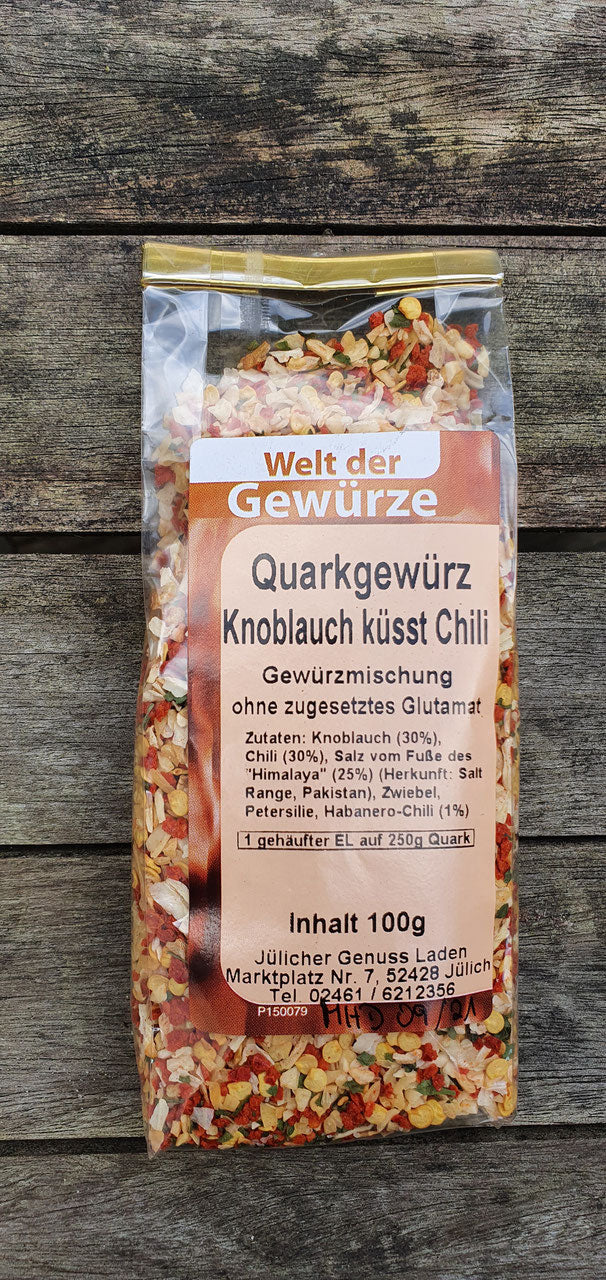 Welt der
Gewürze
Quarkgewürz
Knoblauch küsst Chili
Gewürzmischung
ohne zugesetztes Glutamat
Zutaten: Knoblauch (30%),
Chili (30%), Salz vom Fuße des
"Himalaya" (25%) (Herkunft: Salt
Range, Pakistan), Zwiebel,
Petersilie, Habanero-Chili (1%)
1 gehäufter EL auf 250g Quark
Inhalt 100g
Jülicher Genuss Laden
Marktplatz Nr. 7, 52428 Jülich
Tel. 02461 / 6212356
P150079 MHD 09/21